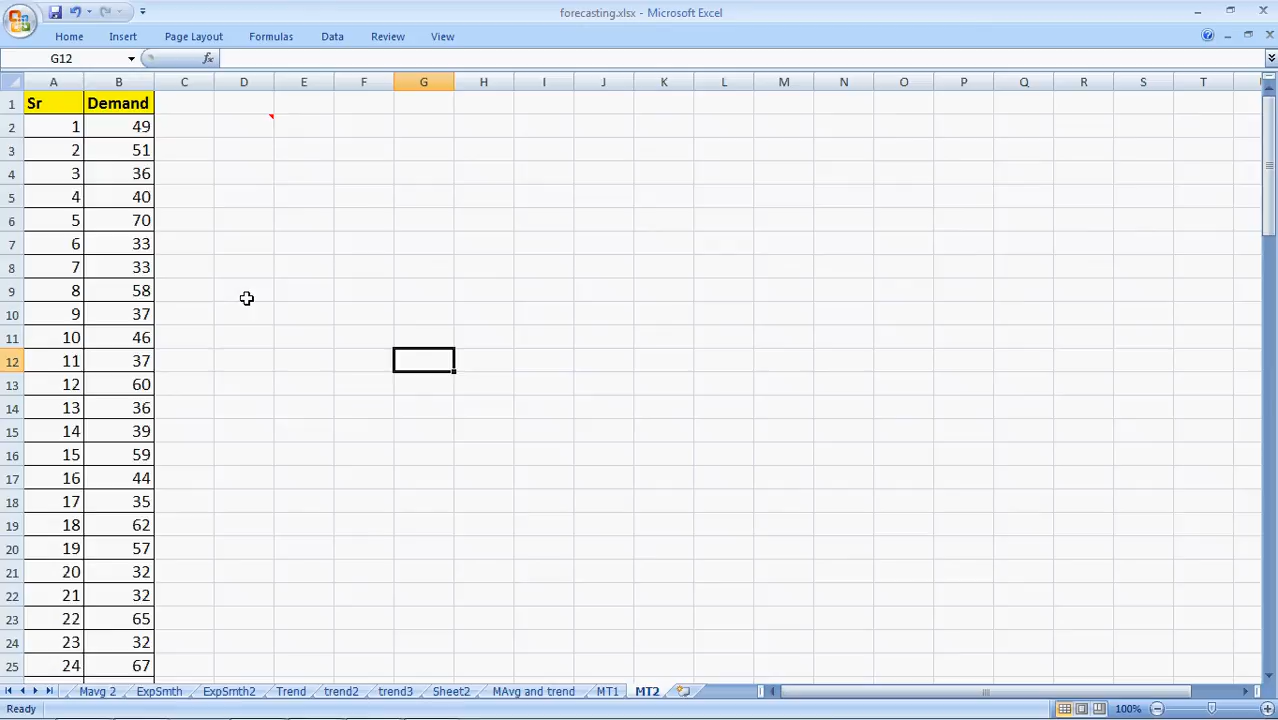 forecasting.xlsx - Microsoft Excel
Home Insert Page Layout Formulas Data Review View
G12 fx
A B C D E F G H I J K L M N O P Q R S T
1 Sr Demand
2 1 49
3 2 51
4 3 36
5 4 40
6 5 70
7 6 33
8 7 33
9 8 58
10 9 37
11 10 46
12 11 37
13 12 60
14 13 36
15 14 39
16 15 59
17 16 44
18 17 35
19 18 62
20 19 57
21 20 32
22 21 32
23 22 65
24 23 32
25 24 67
Mavg 2 ExpSmth ExpSmth2 Trend trend2 trend3 Sheet2 MAvg and trend MT1 MT2
Ready 100%